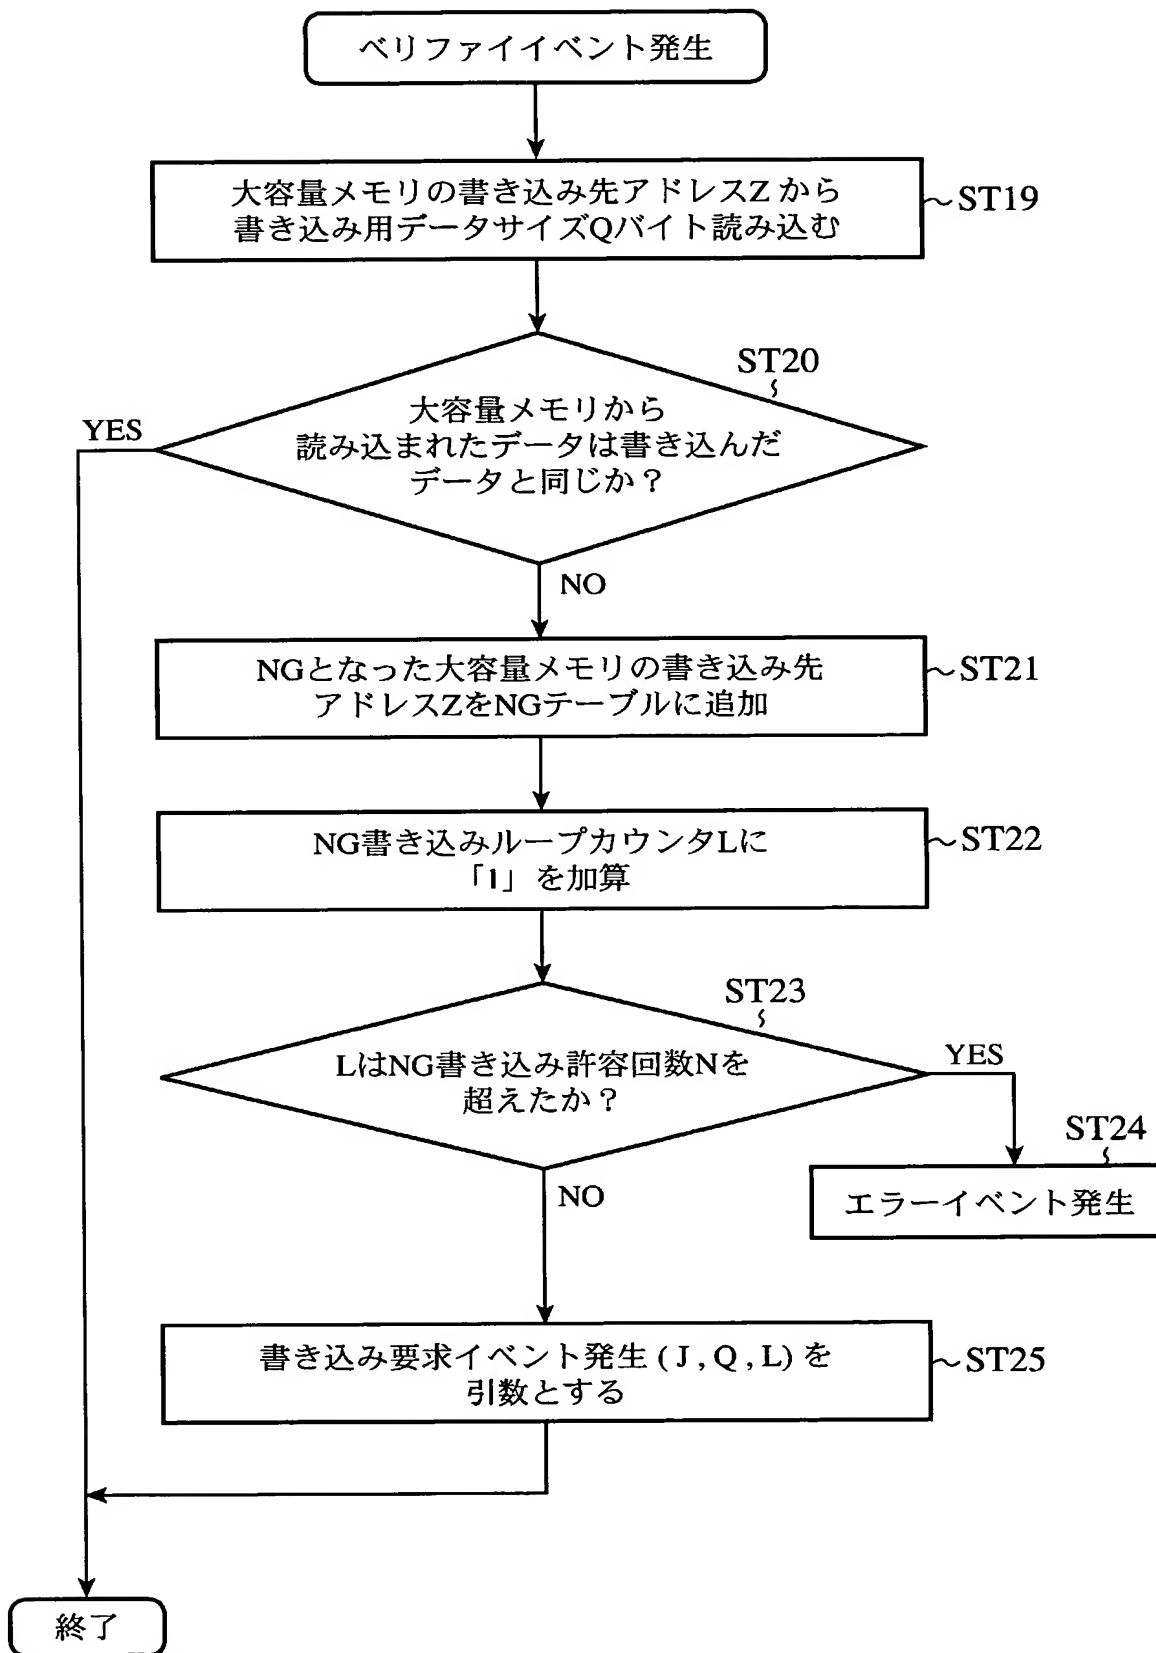 ベリファイイベント発生
大容量メモリの書き込み先アドレスZ から
書き込み用データサイズQバイト読み込む
ST19
ST20
大容量メモリから
読み込まれたデータは書き込んだ
データと同じか？
YES
NO
NGとなった大容量メモリの書き込み先
アドレスZをNGテーブルに追加
ST21
NG書き込みループカウンタLに
「1」を加算
ST22
ST23
LはNG書き込み許容回数Nを
超えたか？
YES
ST24
エラーイベント発生
NO
書き込み要求イベント発生 ( J , Q , L ) を
引数とする
ST25
終了